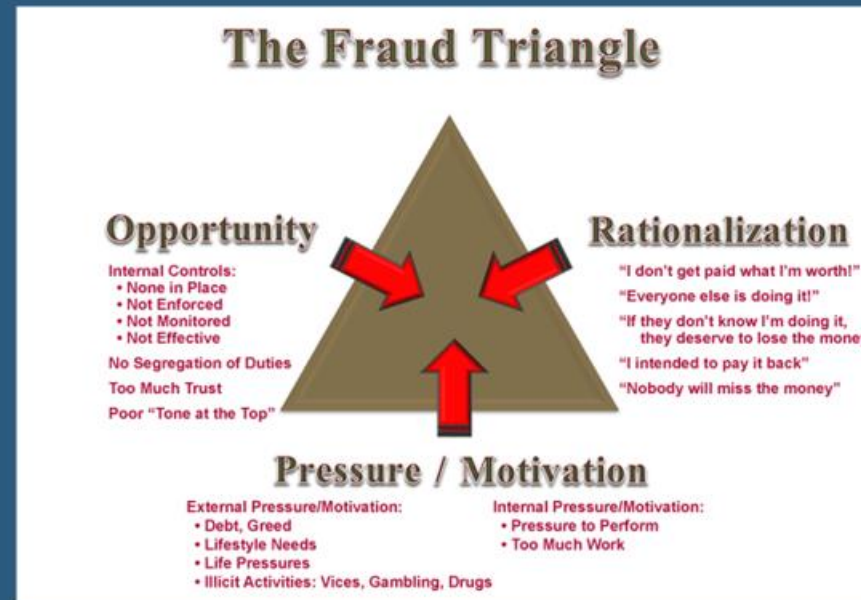 The Fraud Triangle
Opportunity
Internal Controls:
• None in Place
• Not Enforced
• Not Monitored
• Not Effective
No Segregation of Duties
Too Much Trust
Poor “Tone at the Top”
Rationalization
“I don’t get paid what I’m worth!”
“Everyone else is doing it!”
“If they don’t know I’m doing it,
they deserve to lose the
“I intended to pay it back”
“Nobody will miss the money”
Pressure / Motivation
External Pressure/Motivation:
• Debt, Greed
• Lifestyle Needs
• Life Pressures
• Illicit Activities: Vices, Gambling, Drugs
Internal Pressure/Motivation:
• Pressure to Perform
• Too Much Work